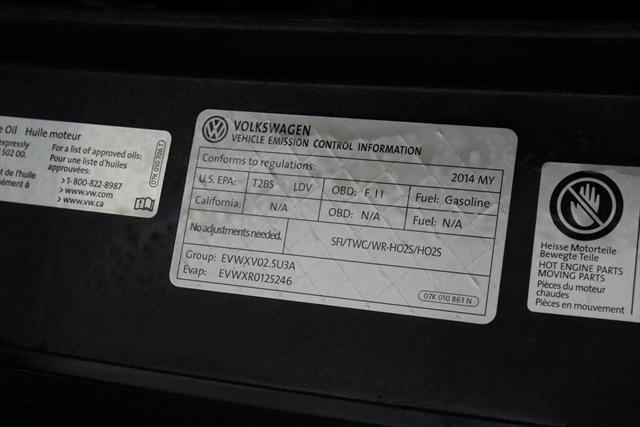 e Oil Huile moteur
expressly
502 00.
For a list of approved oils:
Pour une liste d'huiles
approuvées:
>1-800-822-8987
>www.vw.com
>www.vw.ca
ément à
07K 010 706 J
VOLKSWAGEN
VEHICLE EMISSION CONTROL INFORMATION
Conforms to regulations: 2014 MY
U.S. EPA: T2B5 LDV OBD: F II Fuel: Gasoline
California: N/A OBD: N/A Fuel: N/A
No adjustments needed. SFI/TWC/WR-HO2S/HO2S
Group: EVWXV02.5U3A
Evap: EVWXR0125246
07K 010 863 N
Heisse Motorteile
Bewegte Teile
HOT ENGINE PARTS
MOVING PARTS
Pièces du moteur
chaudes
Pièces en mouvement